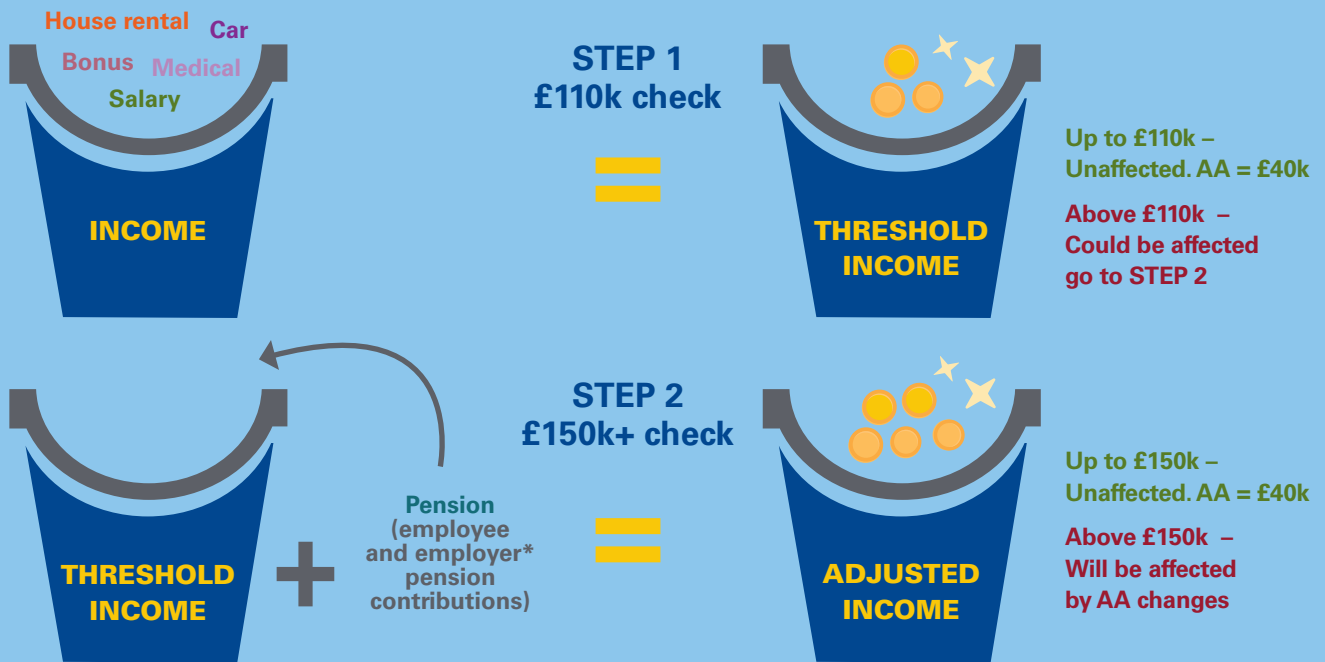 House rental
Car
Bonus
Medical
Salary
INCOME
STEP 1
£110k check
THRESHOLD
INCOME
Up to £110k –
Unaffected. AA = £40k
Above £110k –
Could be affected
go to STEP 2
THRESHOLD
INCOME
Pension
(employee
and employer*
pension
contributions)
STEP 2
£150k+ check
ADJUSTED
INCOME
Up to £150k –
Unaffected. AA = £40k
Above £150k –
Will be affected
by AA changes